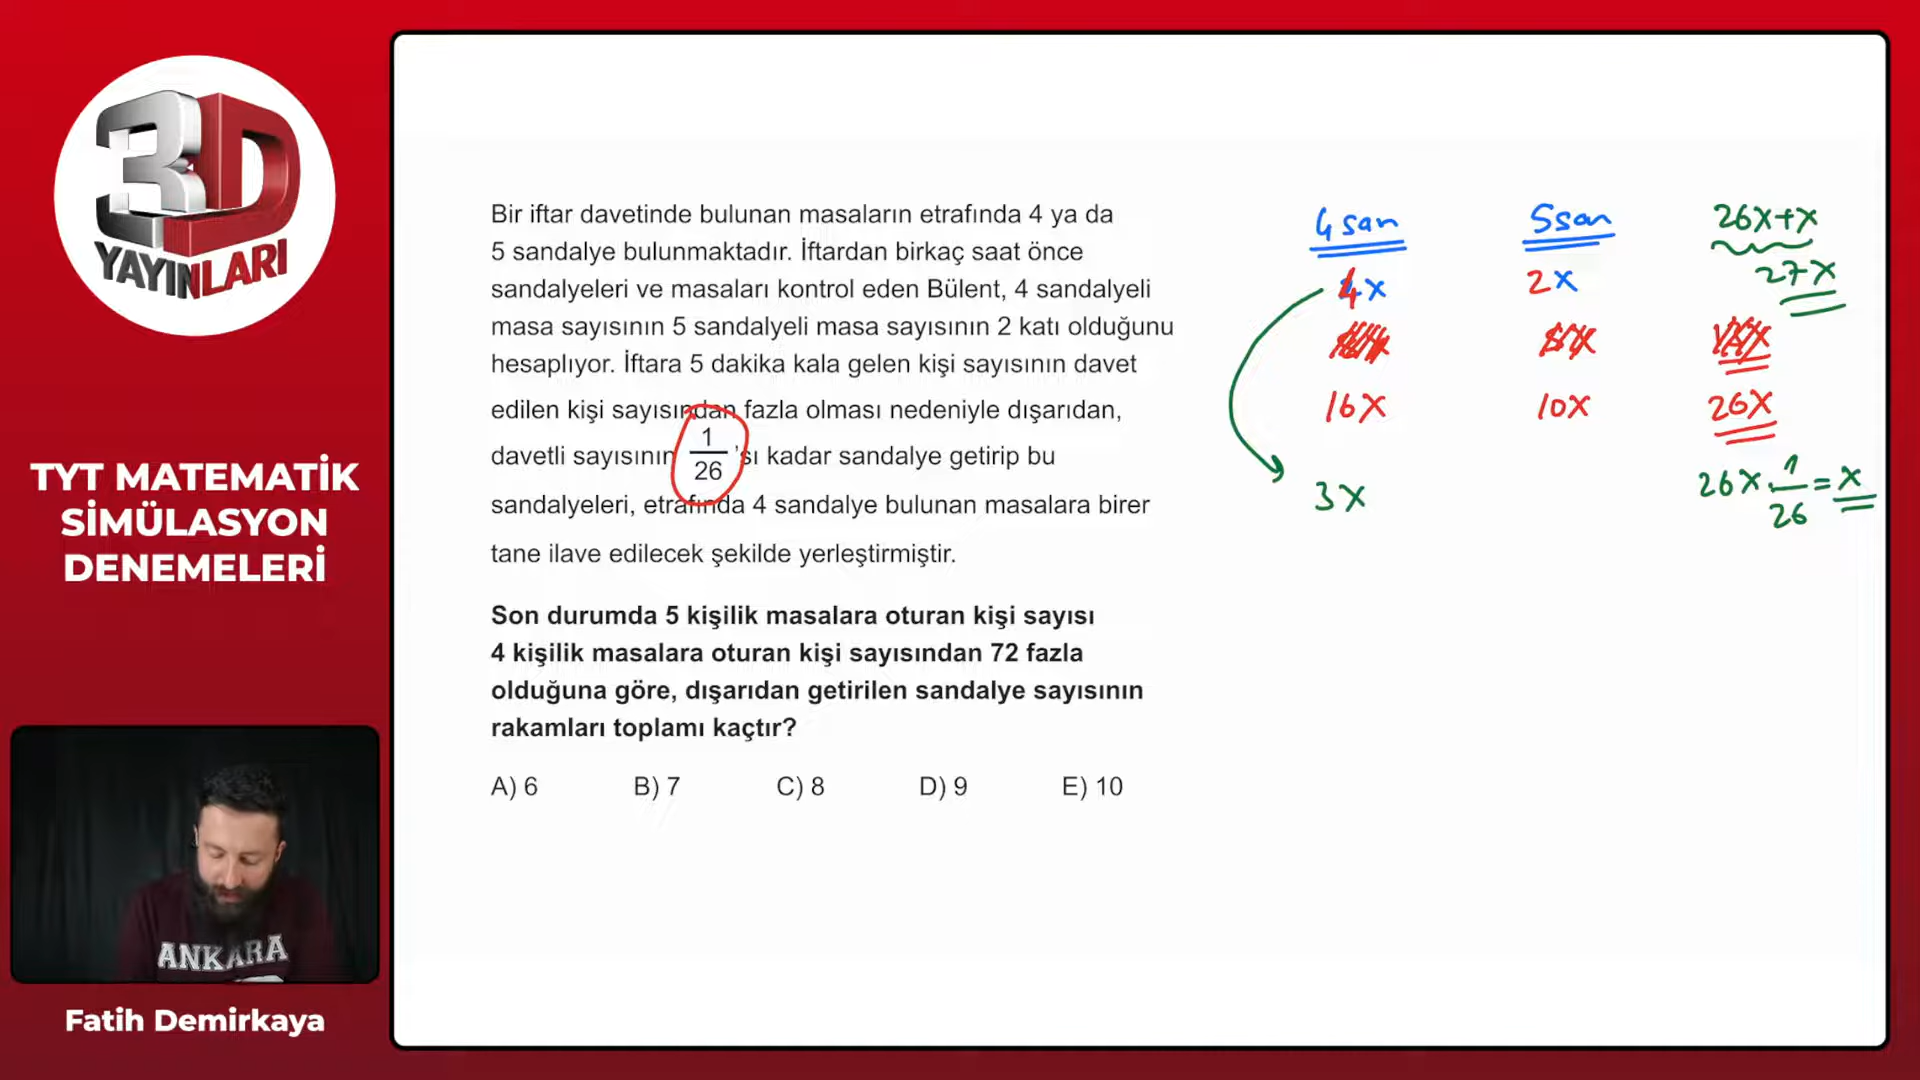 3D
YAYINLARI
TYT MATEMATİK
SİMÜLASYON
DENEMELERİ
ANKARA
Fatih Demirkaya
Bir iftar davetinde bulunan masaların etrafında 4 ya da
5 sandalye bulunmaktadır. İftardan birkaç saat önce
sandalyeleri ve masaları kontrol eden Bülent, 4 sandalyeli
masa sayısının 5 sandalyeli masa sayısının 2 katı olduğunu
hesaplıyor. İftara 5 dakika kala gelen kişi sayısının davet
edilen kişi sayısından fazla olması nedeniyle dışarıdan,
davetli sayısının 1/26 'sı kadar sandalye getirip bu
sandalyeleri, etrafında 4 sandalye bulunan masalara birer
tane ilave edilecek şekilde yerleştirmiştir.
Son durumda 5 kişilik masalara oturan kişi sayısı
4 kişilik masalara oturan kişi sayısından 72 fazla
olduğuna göre, dışarıdan getirilen sandalye sayısının
rakamları toplamı kaçtır?
A) 6 B) 7 C) 8 D) 9 E) 10
4 san 5 san 26x+x
4x 2x 27x
16x 10x 26x
3x 26x . 1/26 = x